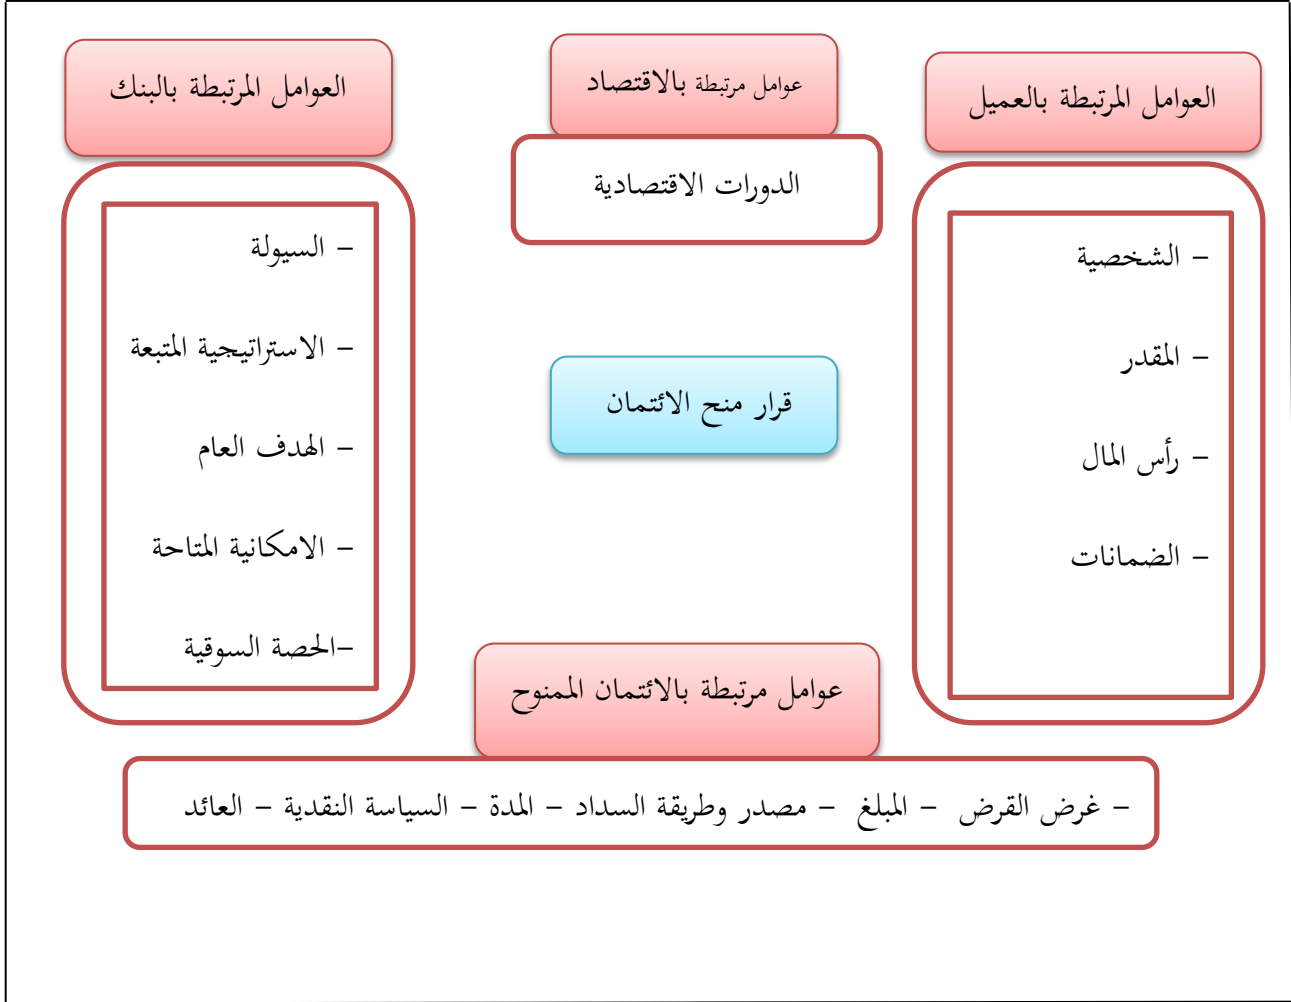 العوامل المرتبطة بالعميل
- الشخصية
- المقدر
- رأس المال
- الضمانات
عوامل مرتبطة بالاقتصاد
الدورات الاقتصادية
العوامل المرتبطة بالبنك
- السيولة
- الاستراتيجية المتبعة
- الهدف العام
- الامكانية المتاحة
-الحصة السوقية
قرار منح الائتمان
عوامل مرتبطة بالائتمان الممنوح
- غرض القرض - المبلغ - مصدر وطريقة السداد - المدة - السياسة النقدية - العائد